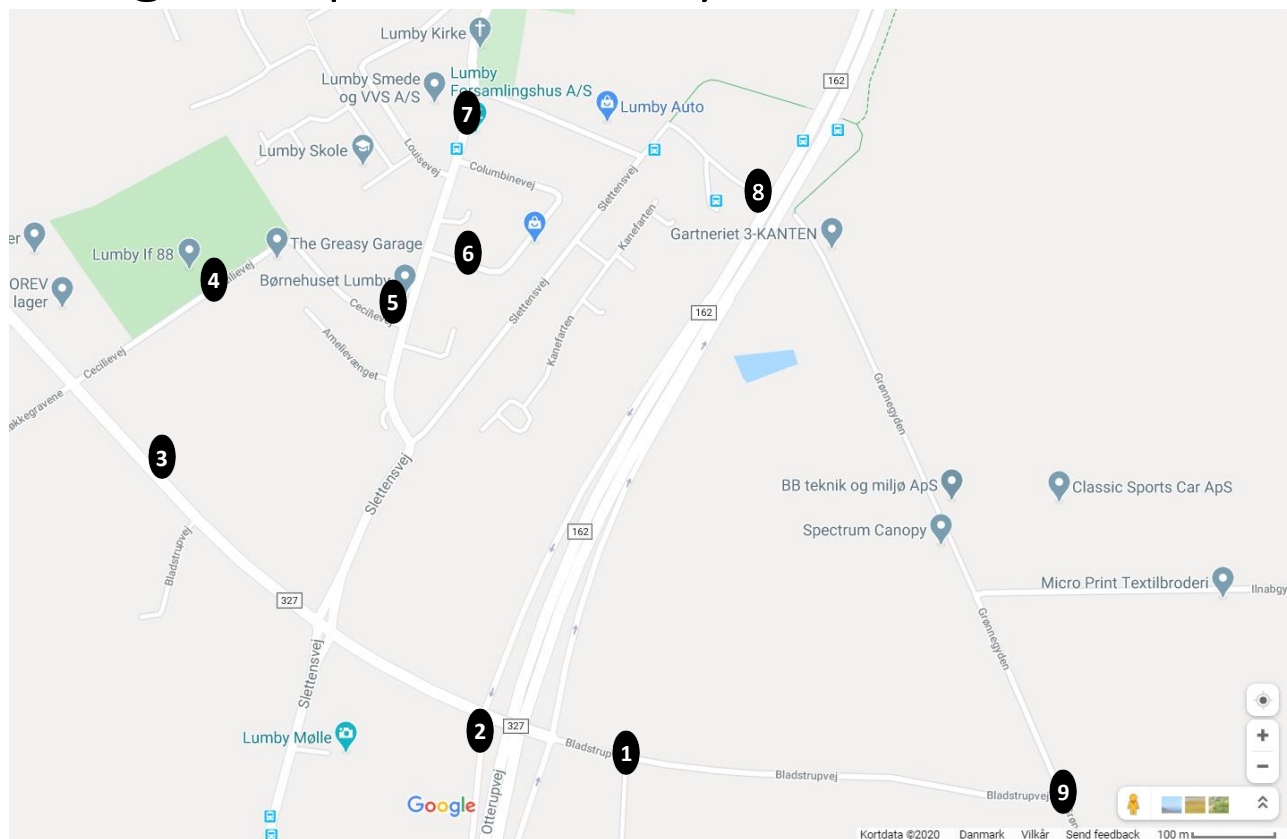 Lumby Kirke
162
Lumby Smede
og VVS A/S
Lumby
Forsamlingshus A/S
Lumby Auto
7
Lumby Skole
Louisevej
Columbinevej
Slettensvej
8
Kanefarten
Gartneriet 3-KANTEN
er
Lumby If 88
The Greasy Garage
6
OREV
lager
4
Børnehuset Lumby
5
Cecilievej
Slettensvej
162
Amelievænget
Kanefarten
Cecilievej
Grønnegyden
3
Slettensvej
BB teknik og miljø ApS
Classic Sports Car ApS
Spectrum Canopy
162
Bladstrupvej
Micro Print Textilbroderi
Ilnabgy
327
Grønnegyden
Slettensvej
Lumby Mølle
2
327
1
Bladstrupvej
Otterupvej
Bladstrupvej
9
Google
Kortdata ©2020 Danmark Vilkår Send feedback 100 m